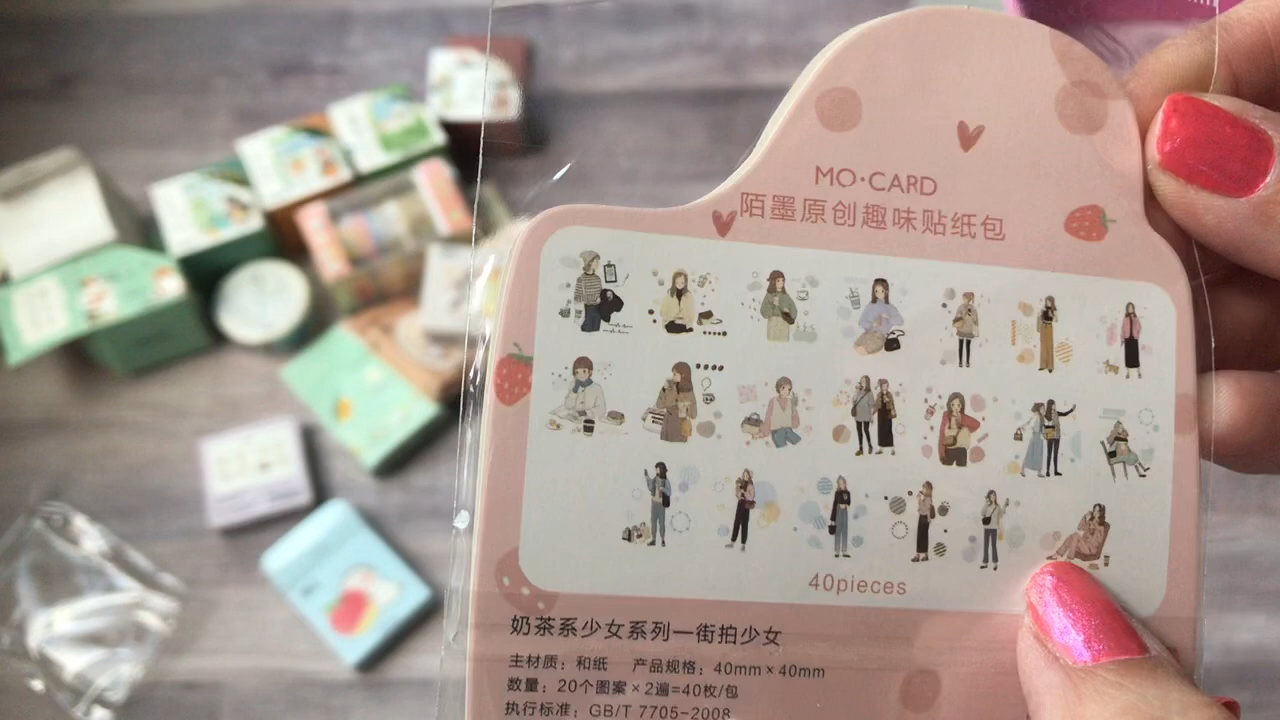 MO·CARD
陌墨原创趣味贴纸包
40pieces
奶茶系少女系列一街拍少女
主材质：和纸 产品规格：40mm×40mm
数量：20个图案×2遍=40枚/包
执行标准：GB/T 7705-2008